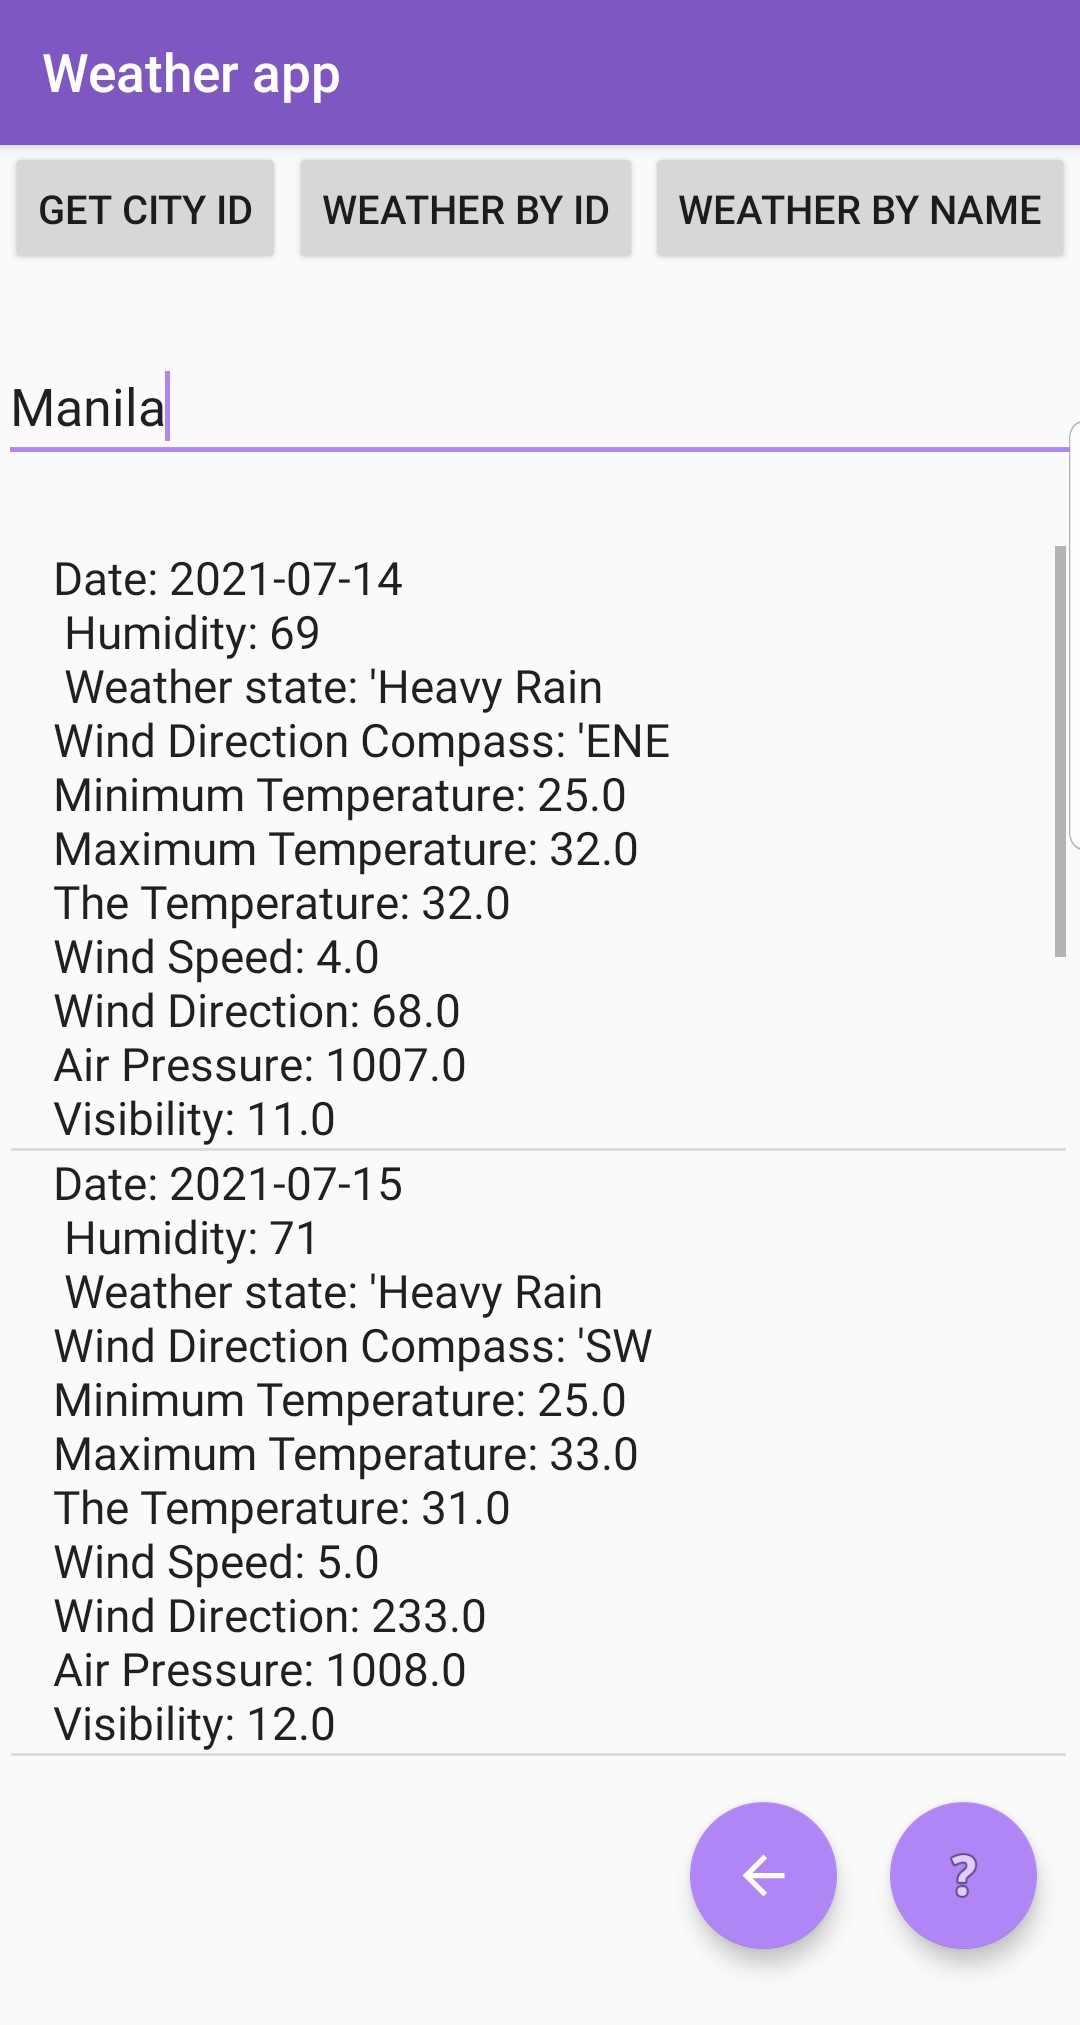 Weather app
GET CITY ID WEATHER BY ID WEATHER BY NAME
Manila
Date: 2021-07-14
Humidity: 69
Weather state: 'Heavy Rain
Wind Direction Compass: 'ENE
Minimum Temperature: 25.0
Maximum Temperature: 32.0
The Temperature: 32.0
Wind Speed: 4.0
Wind Direction: 68.0
Air Pressure: 1007.0
Visibility: 11.0
Date: 2021-07-15
Humidity: 71
Weather state: 'Heavy Rain
Wind Direction Compass: 'SW
Minimum Temperature: 25.0
Maximum Temperature: 33.0
The Temperature: 31.0
Wind Speed: 5.0
Wind Direction: 233.0
Air Pressure: 1008.0
Visibility: 12.0
?